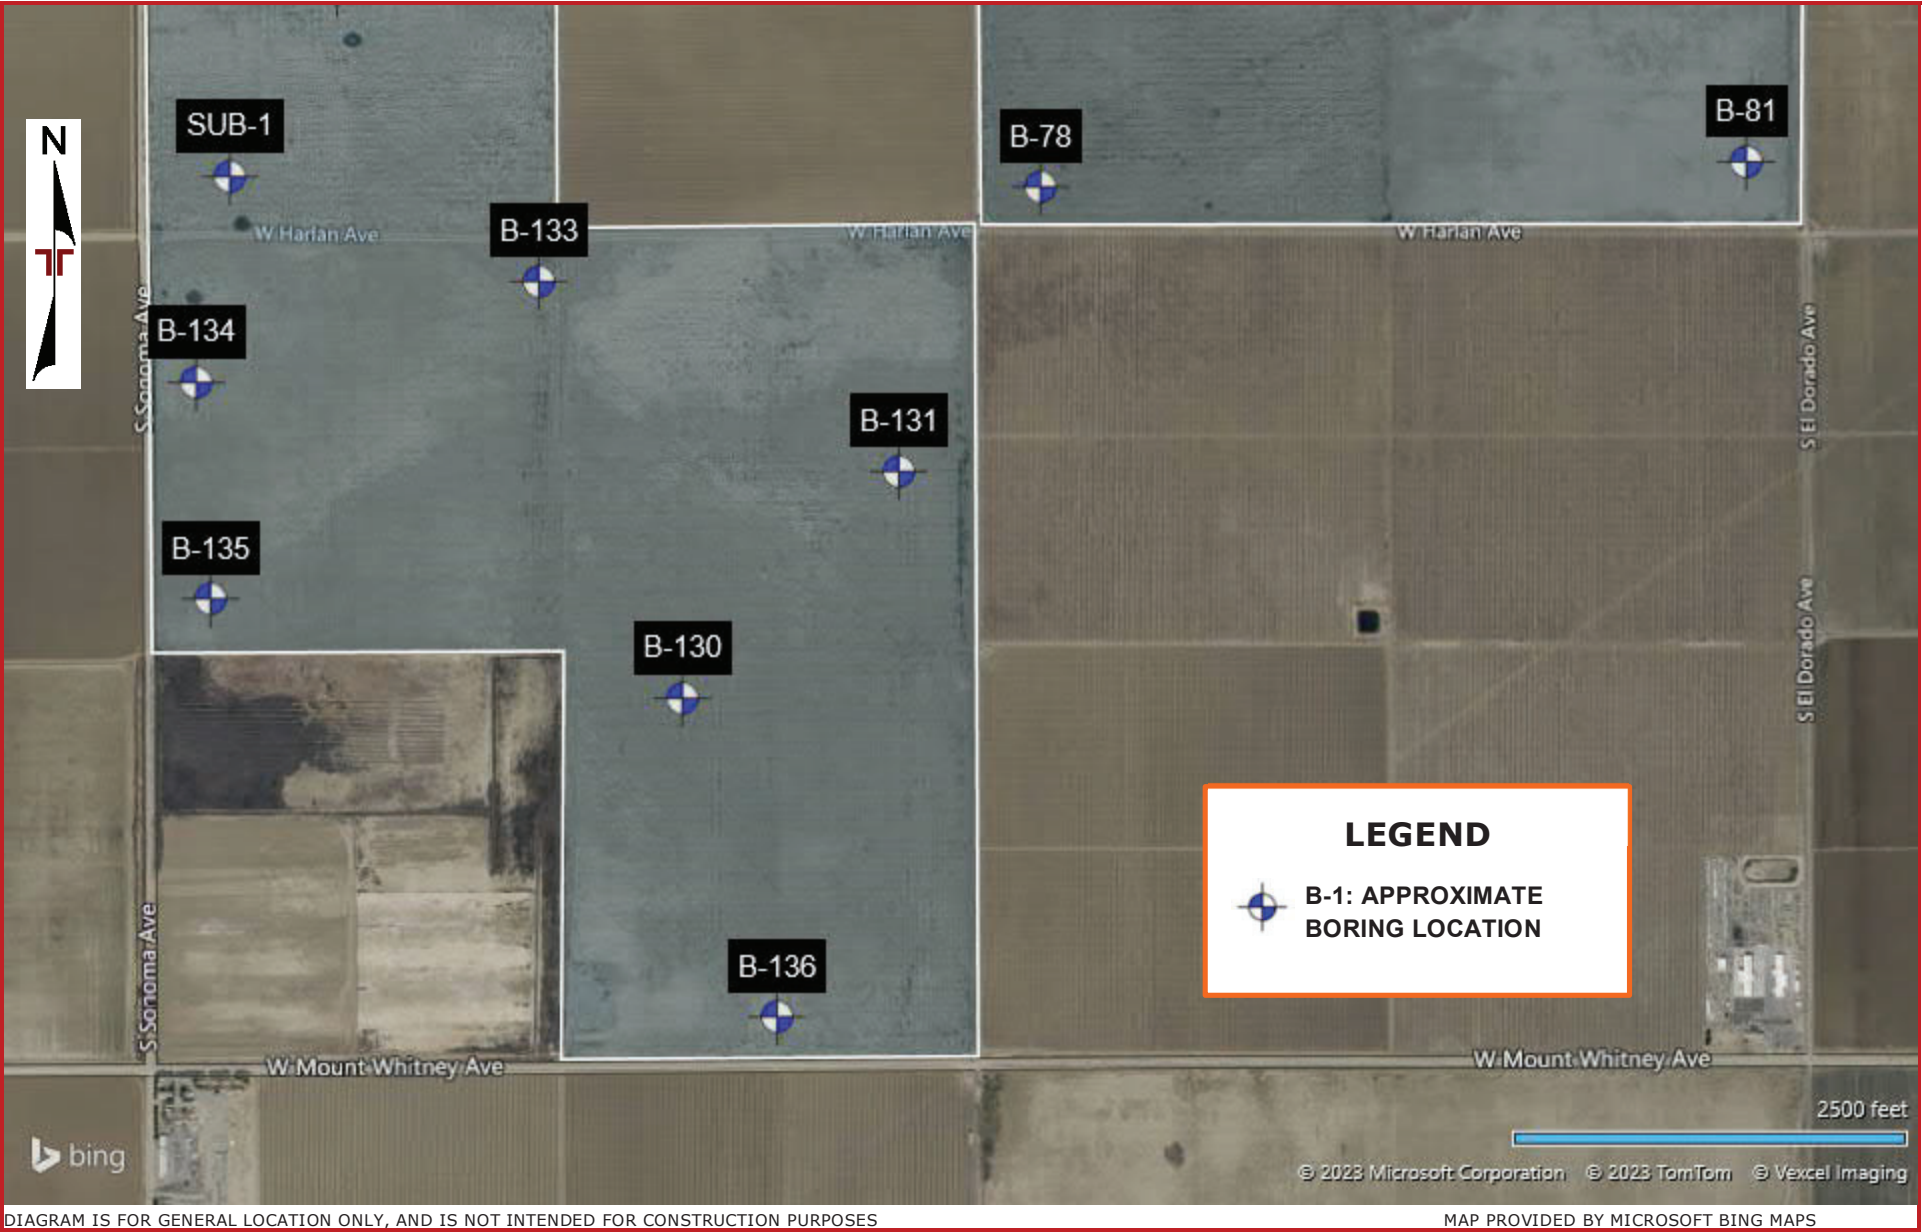 B-81
SUB-1
B-78
N
B-133
W Harlan Ave
W Harlan Ave
W Harlan Ave
S Sonoma Ave
B-134
S El Dorado Ave
B-131
B-135
B-130
S El Dorado Ave
LEGEND
B-1: APPROXIMATE
BORING LOCATION
B-136
S Sonoma Ave
W Mount Whitney Ave
W Mount Whitney Ave
2500 feet
bing
© 2023 Microsoft Corporation © 2023 TomTom © Vexcel Imaging
DIAGRAM IS FOR GENERAL LOCATION ONLY, AND IS NOT INTENDED FOR CONSTRUCTION PURPOSES
MAP PROVIDED BY MICROSOFT BING MAPS